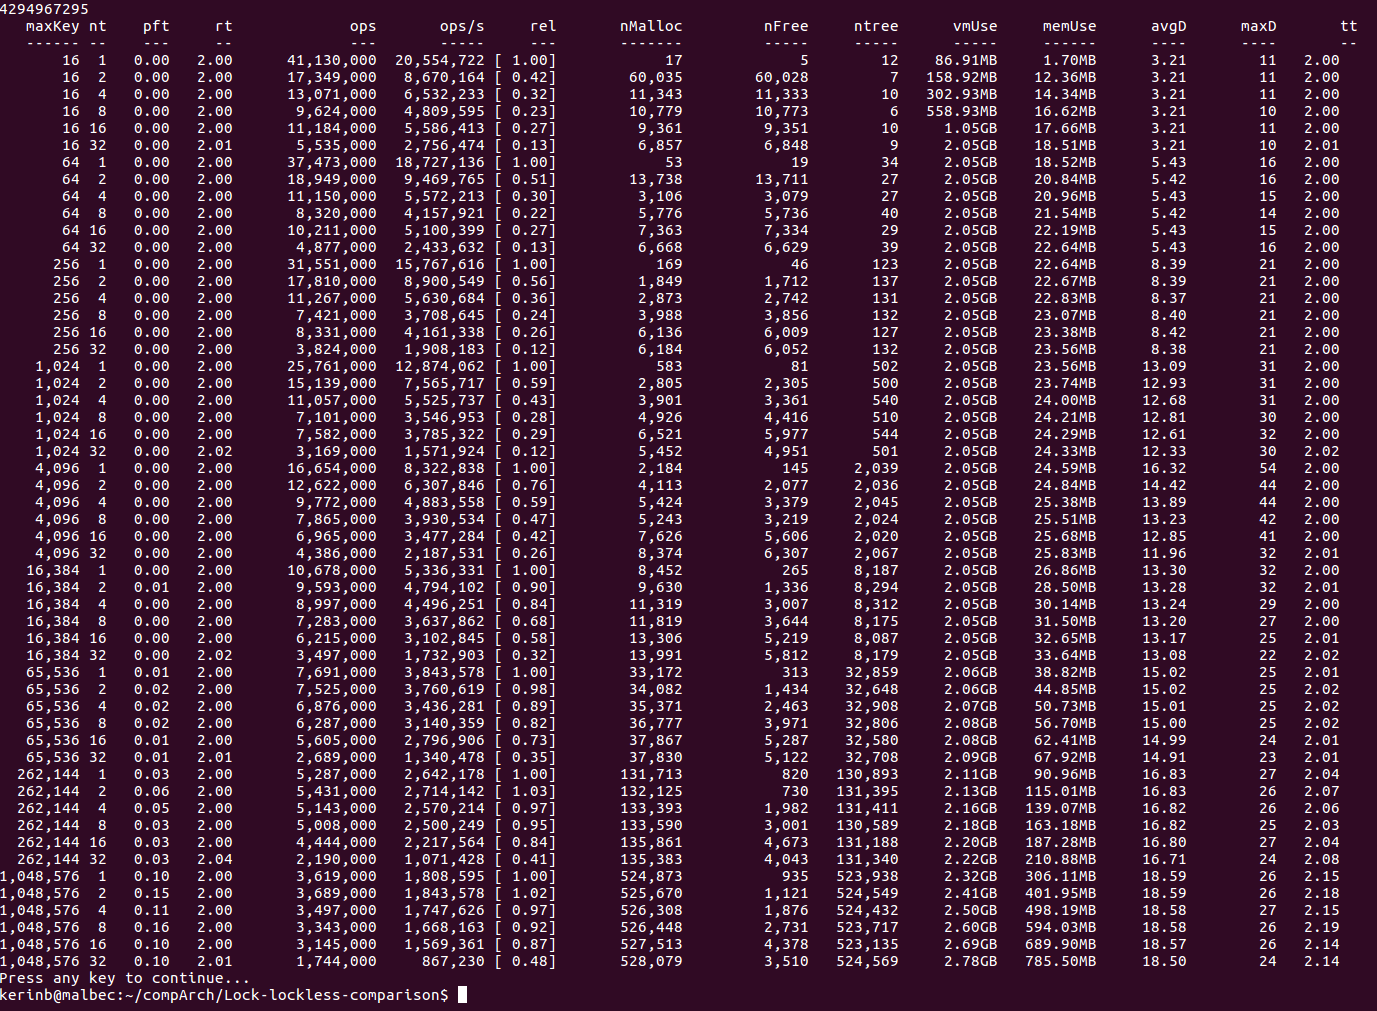 4294967295
maxKey nt pft rt ops ops/s rel nMalloc nFree ntree vmUse memUse avgD maxD tt
------ -- --- -- --- ----- --- ------- ----- ----- ----- ------ ---- ---- --
16 1 0.00 2.00 41,130,000 20,554,722 [ 1.00] 17 5 12 86.91MB 1.70MB 3.21 11 2.00
16 2 0.00 2.00 17,349,000 8,670,164 [ 0.42] 60,035 60,028 7 158.92MB 12.36MB 3.21 11 2.00
16 4 0.00 2.00 13,071,000 6,532,233 [ 0.32] 11,343 11,333 10 302.93MB 14.34MB 3.21 11 2.00
16 8 0.00 2.00 9,624,000 4,809,595 [ 0.23] 10,779 10,773 6 558.93MB 16.62MB 3.21 10 2.00
16 16 0.00 2.00 11,184,000 5,586,413 [ 0.27] 9,361 9,351 10 1.05GB 17.66MB 3.21 11 2.00
16 32 0.00 2.01 5,535,000 2,756,474 [ 0.13] 6,857 6,848 9 2.05GB 18.51MB 3.21 10 2.01
64 1 0.00 2.00 37,473,000 18,727,136 [ 1.00] 53 19 34 2.05GB 18.52MB 5.43 16 2.00
64 2 0.00 2.00 18,949,000 9,469,765 [ 0.51] 13,738 13,711 27 2.05GB 20.84MB 5.42 16 2.00
64 4 0.00 2.00 11,150,000 5,572,213 [ 0.30] 3,106 3,079 27 2.05GB 20.96MB 5.43 15 2.00
64 8 0.00 2.00 8,320,000 4,157,921 [ 0.22] 5,776 5,736 40 2.05GB 21.54MB 5.42 14 2.00
64 16 0.00 2.00 10,211,000 5,100,399 [ 0.27] 7,363 7,334 29 2.05GB 22.19MB 5.43 15 2.00
64 32 0.00 2.00 4,877,000 2,433,632 [ 0.13] 6,668 6,629 39 2.05GB 22.64MB 5.43 16 2.00
256 1 0.00 2.00 31,551,000 15,767,616 [ 1.00] 169 46 123 2.05GB 22.64MB 8.39 21 2.00
256 2 0.00 2.00 17,810,000 8,900,549 [ 0.56] 1,849 1,712 137 2.05GB 22.67MB 8.39 21 2.00
256 4 0.00 2.00 11,267,000 5,630,684 [ 0.36] 2,873 2,742 131 2.05GB 22.83MB 8.37 21 2.00
256 8 0.00 2.00 7,421,000 3,708,645 [ 0.24] 3,988 3,856 132 2.05GB 23.07MB 8.40 21 2.00
256 16 0.00 2.00 8,331,000 4,161,338 [ 0.26] 6,136 6,009 127 2.05GB 23.38MB 8.42 21 2.00
256 32 0.00 2.00 3,824,000 1,908,183 [ 0.12] 6,184 6,052 132 2.05GB 23.56MB 8.38 21 2.00
1,024 1 0.00 2.00 25,761,000 12,874,062 [ 1.00] 583 81 502 2.05GB 23.56MB 13.09 31 2.00
1,024 2 0.00 2.00 15,139,000 7,565,717 [ 0.59] 2,805 2,305 500 2.05GB 23.74MB 12.93 31 2.00
1,024 4 0.00 2.00 11,057,000 5,525,737 [ 0.43] 3,901 3,361 540 2.05GB 24.00MB 12.68 31 2.00
1,024 8 0.00 2.00 7,101,000 3,546,953 [ 0.28] 4,926 4,416 510 2.05GB 24.21MB 12.81 30 2.00
1,024 16 0.00 2.00 7,582,000 3,785,322 [ 0.29] 6,521 5,977 544 2.05GB 24.29MB 12.61 32 2.00
1,024 32 0.00 2.02 3,169,000 1,571,924 [ 0.12] 5,452 4,951 501 2.05GB 24.33MB 12.33 30 2.02
4,096 1 0.00 2.00 16,654,000 8,322,838 [ 1.00] 2,184 145 2,039 2.05GB 24.59MB 16.32 54 2.00
4,096 2 0.00 2.00 12,622,000 6,307,846 [ 0.76] 4,113 2,077 2,036 2.05GB 24.84MB 14.42 44 2.00
4,096 4 0.00 2.00 9,772,000 4,883,558 [ 0.59] 5,424 3,379 2,045 2.05GB 25.38MB 13.89 44 2.00
4,096 8 0.00 2.00 7,865,000 3,930,534 [ 0.47] 5,243 3,219 2,024 2.05GB 25.51MB 13.23 42 2.00
4,096 16 0.00 2.00 6,965,000 3,477,284 [ 0.42] 7,626 5,606 2,020 2.05GB 25.68MB 12.85 41 2.00
4,096 32 0.00 2.00 4,386,000 2,187,531 [ 0.26] 8,374 6,307 2,067 2.05GB 25.83MB 11.96 32 2.01
16,384 1 0.00 2.00 10,678,000 5,336,331 [ 1.00] 8,452 265 8,187 2.05GB 26.86MB 13.30 32 2.00
16,384 2 0.01 2.00 9,593,000 4,794,102 [ 0.90] 9,630 1,336 8,294 2.05GB 28.50MB 13.28 32 2.01
16,384 4 0.00 2.00 8,997,000 4,496,251 [ 0.84] 11,319 3,007 8,312 2.05GB 30.14MB 13.24 29 2.00
16,384 8 0.00 2.00 7,283,000 3,637,862 [ 0.68] 11,819 3,644 8,175 2.05GB 31.50MB 13.20 27 2.00
16,384 16 0.00 2.00 6,215,000 3,102,845 [ 0.58] 13,306 5,219 8,087 2.05GB 32.65MB 13.17 25 2.01
16,384 32 0.00 2.02 3,497,000 1,732,903 [ 0.32] 13,991 5,812 8,179 2.05GB 33.64MB 13.08 22 2.02
65,536 1 0.01 2.00 7,691,000 3,843,578 [ 1.00] 33,172 313 32,859 2.06GB 38.82MB 15.02 25 2.01
65,536 2 0.02 2.00 7,525,000 3,760,619 [ 0.98] 34,082 1,434 32,648 2.06GB 44.85MB 15.02 25 2.02
65,536 4 0.02 2.00 6,876,000 3,436,281 [ 0.89] 35,371 2,463 32,908 2.07GB 50.73MB 15.01 25 2.02
65,536 8 0.02 2.00 6,287,000 3,140,359 [ 0.82] 36,777 3,971 32,806 2.08GB 56.70MB 15.00 25 2.02
65,536 16 0.01 2.00 5,605,000 2,796,906 [ 0.73] 37,867 5,287 32,580 2.08GB 62.41MB 14.99 24 2.01
65,536 32 0.01 2.01 2,689,000 1,340,478 [ 0.35] 37,830 5,122 32,708 2.09GB 67.92MB 14.91 23 2.01
262,144 1 0.03 2.00 5,287,000 2,642,178 [ 1.00] 131,713 820 130,893 2.11GB 90.96MB 16.83 27 2.04
262,144 2 0.06 2.00 5,431,000 2,714,142 [ 1.03] 132,125 730 131,395 2.13GB 115.01MB 16.83 26 2.07
262,144 4 0.05 2.00 5,143,000 2,570,214 [ 0.97] 133,393 1,982 131,411 2.16GB 139.07MB 16.82 26 2.06
262,144 8 0.03 2.00 5,008,000 2,500,249 [ 0.95] 133,590 3,001 130,589 2.18GB 163.18MB 16.82 25 2.03
262,144 16 0.03 2.00 4,444,000 2,217,564 [ 0.84] 135,861 4,673 131,188 2.20GB 187.28MB 16.80 27 2.04
262,144 32 0.03 2.04 2,190,000 1,071,428 [ 0.41] 135,383 4,043 131,340 2.22GB 210.88MB 16.71 24 2.08
1,048,576 1 0.10 2.00 3,619,000 1,808,595 [ 1.00] 524,873 935 523,938 2.32GB 306.11MB 18.59 26 2.15
1,048,576 2 0.15 2.00 3,689,000 1,843,578 [ 1.02] 525,670 1,121 524,549 2.41GB 401.95MB 18.59 26 2.18
1,048,576 4 0.11 2.00 3,497,000 1,747,626 [ 0.97] 526,308 1,876 524,432 2.50GB 498.19MB 18.58 27 2.15
1,048,576 8 0.16 2.00 3,343,000 1,668,163 [ 0.92] 526,448 2,731 523,717 2.60GB 594.03MB 18.58 26 2.19
1,048,576 16 0.10 2.00 3,145,000 1,569,361 [ 0.87] 527,513 4,378 523,135 2.69GB 689.90MB 18.57 26 2.14
1,048,576 32 0.10 2.01 1,744,000 867,230 [ 0.48] 528,079 3,510 524,569 2.78GB 785.50MB 18.50 24 2.14
Press any key to continue...
kerinb@malbec:~/compArch/Lock-lockless-comparison$